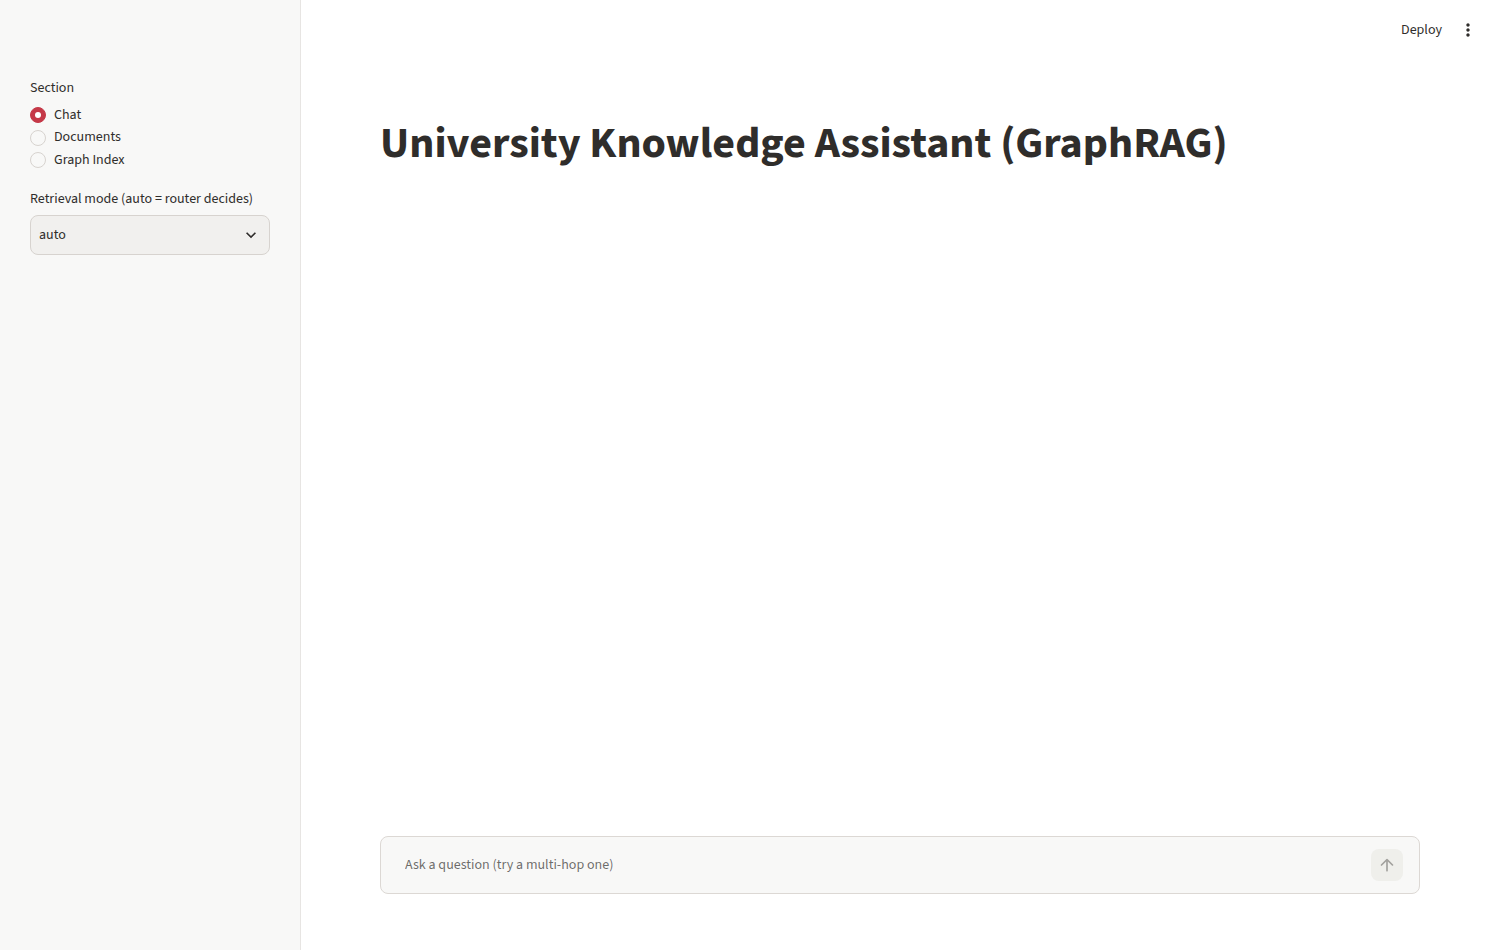 Deploy
Section
Chat
Documents
Graph Index
Retrieval mode (auto = router decides)
auto
University Knowledge Assistant (GraphRAG)
Ask a question (try a multi-hop one)